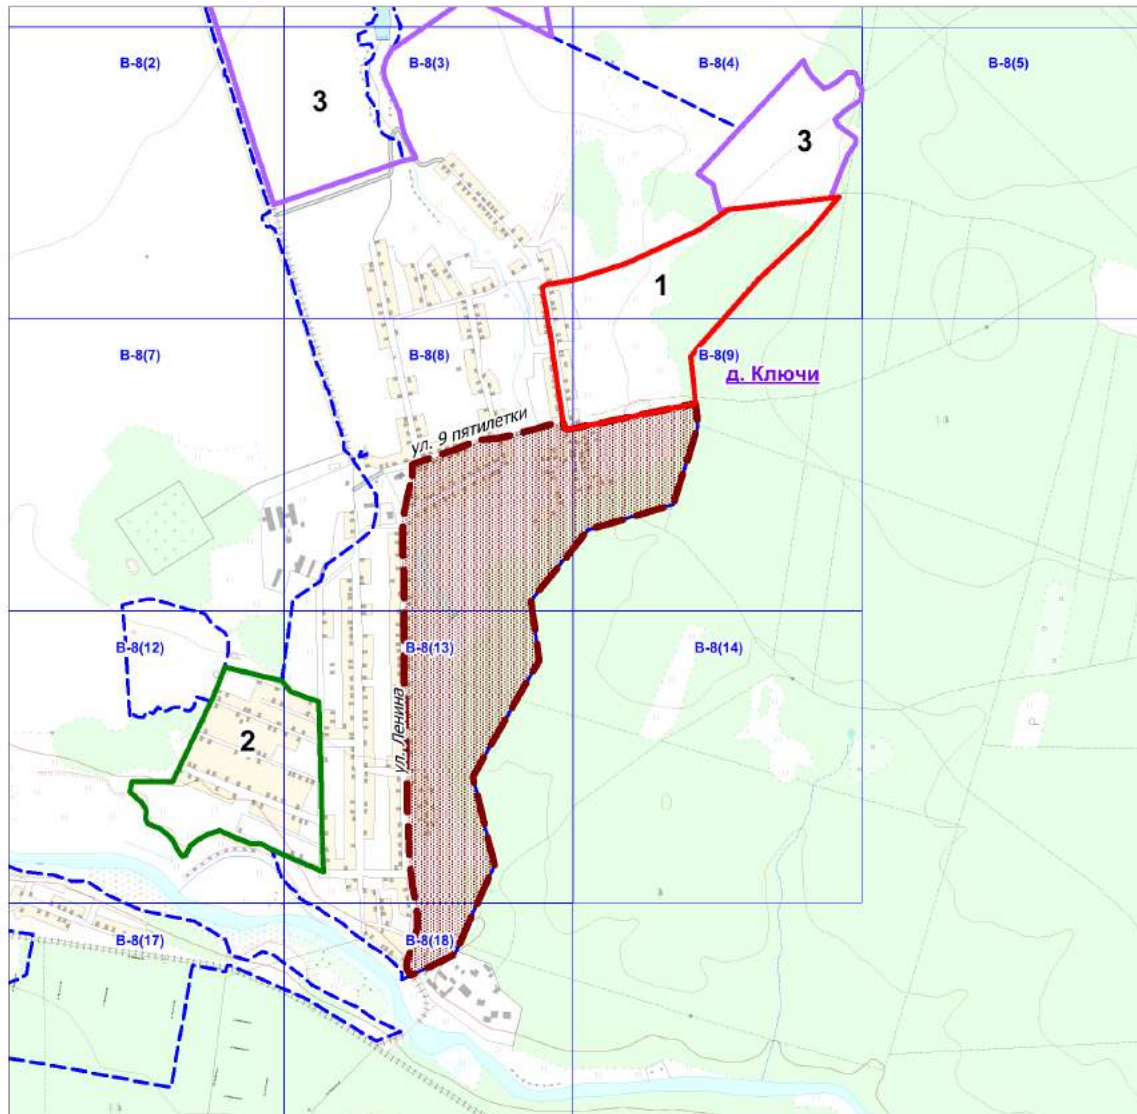 В-8(2)
В-8(3)
В-8(4)
В-8(5)
3
3
1
В-8(7)
В-8(8)
В-8(9)
д. Ключи
ул. 9 пятилетки
В-8(12)
В-8(13)
В-8(14)
ул. Ленина
2
В-8(17)
В-8(18)